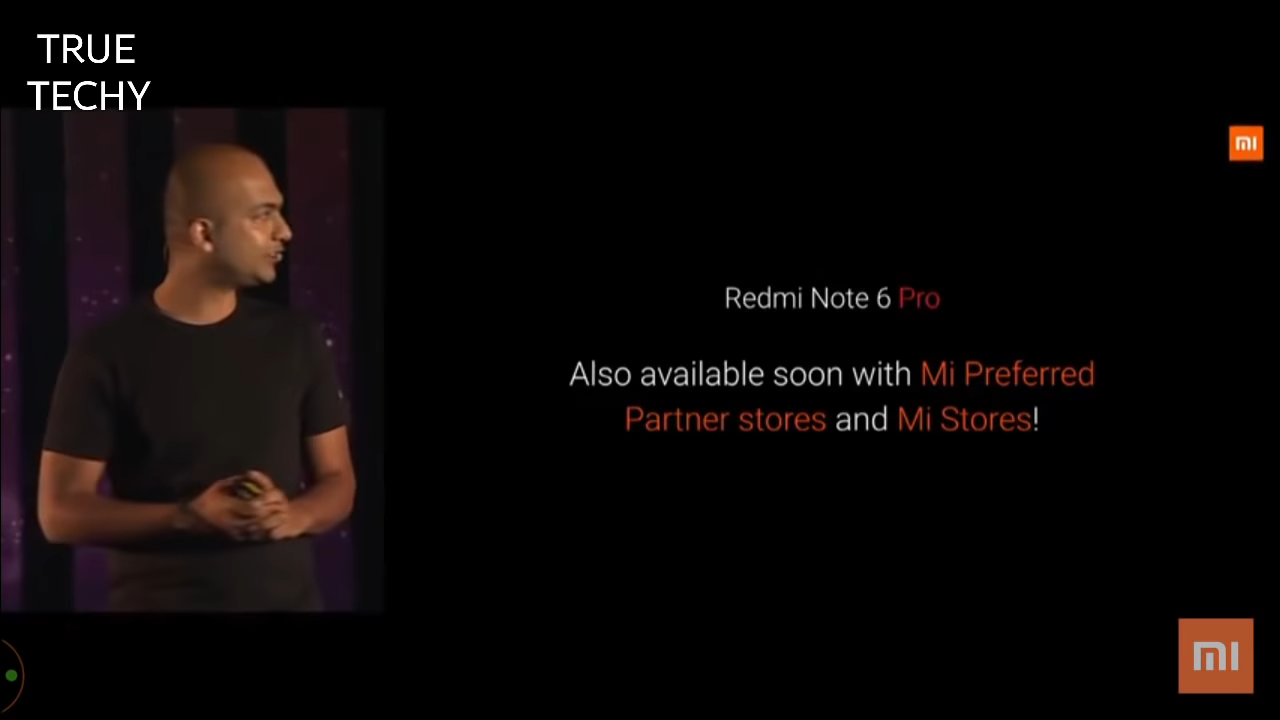 TRUE
TECHY
mi
Redmi Note 6 Pro
Also available soon with Mi Preferred
Partner stores and Mi Stores!
mi